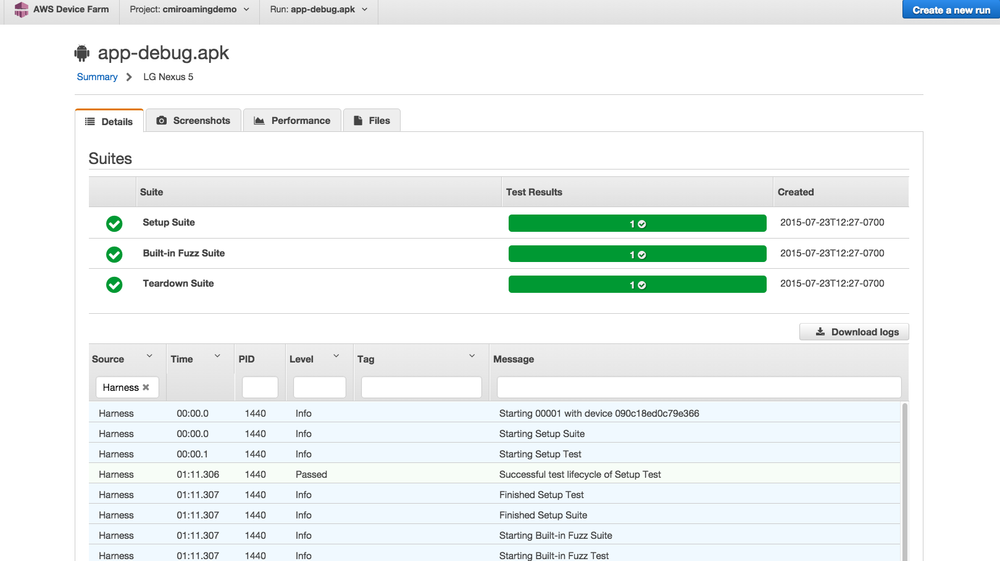 AWS Device Farm Project: cmiroamingdemo Run: app-debug.apk Create a new run
app-debug.apk
Summary LG Nexus 5
Details Screenshots Performance Files
Suites
Suite Test Results Created
Setup Suite 1 2015-07-23T12:27-0700
Built-in Fuzz Suite 1 2015-07-23T12:27-0700
Teardown Suite 1 2015-07-23T12:27-0700
Download logs
Source Time PID Level Tag Message
Harness
Harness 00:00.0 1440 Info Starting 00001 with device 090c18ed0c79e366
Harness 00:00.0 1440 Info Starting Setup Suite
Harness 00:00.1 1440 Info Starting Setup Test
Harness 01:11.306 1440 Passed Successful test lifecycle of Setup Test
Harness 01:11.307 1440 Info Finished Setup Test
Harness 01:11.307 1440 Info Finished Setup Suite
Harness 01:11.307 1440 Info Starting Built-in Fuzz Suite
Harness 01:11.307 1440 Info Starting Built-in Fuzz Test